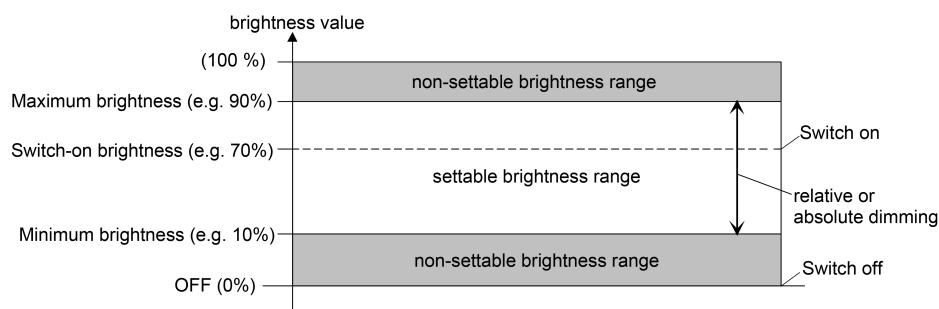 brightness value
(100 %)
non-settable brightness range
Maximum brightness (e.g. 90%)
Switch on
Switch-on brightness (e.g. 70%)
settable brightness range
relative or
absolute dimming
Minimum brightness (e.g. 10%)
non-settable brightness range
Switch off
OFF (0%)